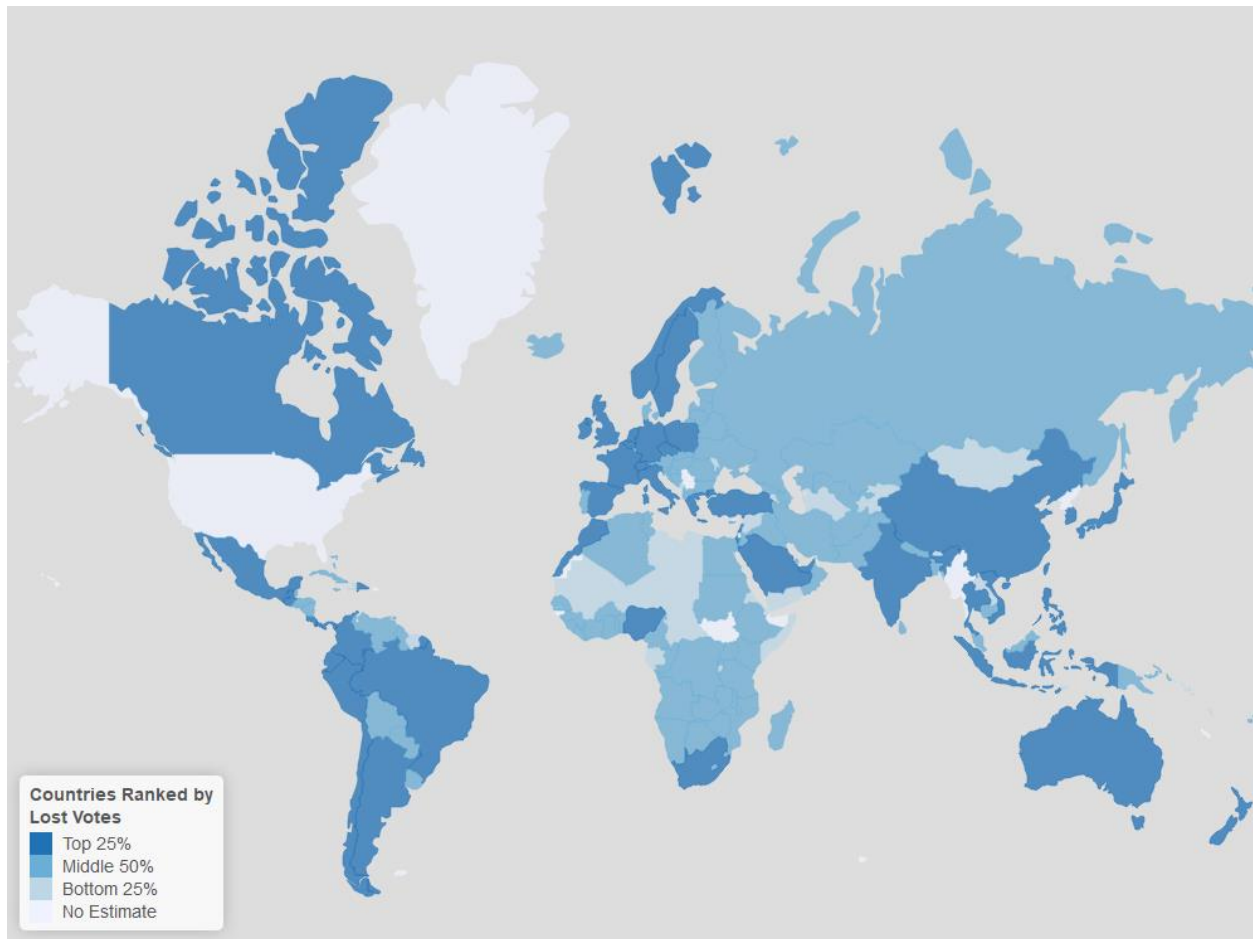 Countries Ranked by
Lost Votes
Top 25%
Middle 50%
Bottom 25%
No Estimate